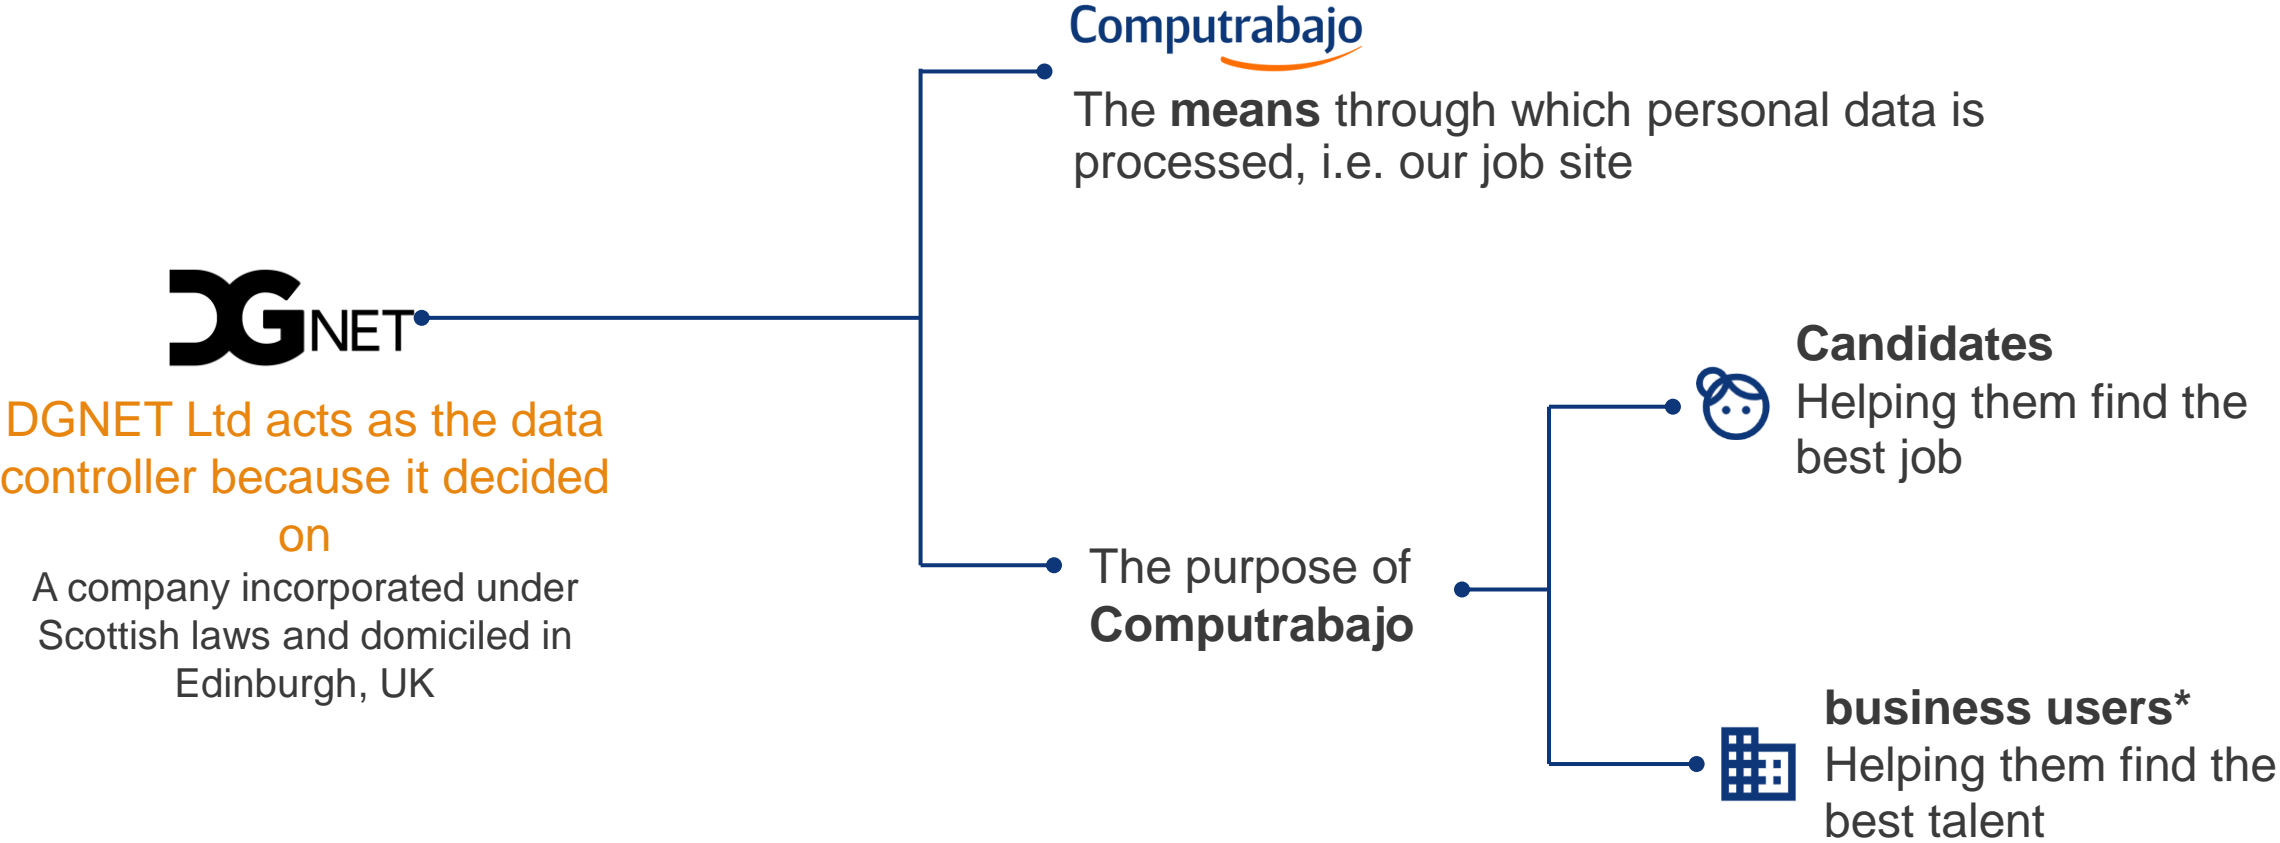 Computrabajo
The means through which personal data is
processed, i.e. our job site
DGNET
DGNET Ltd acts as the data
controller because it decided
on
A company incorporated under
Scottish laws and domiciled in
Edinburgh, UK
The purpose of
Computrabajo
Candidates
Helping them find the
best job
business users*
Helping them find the
best talent